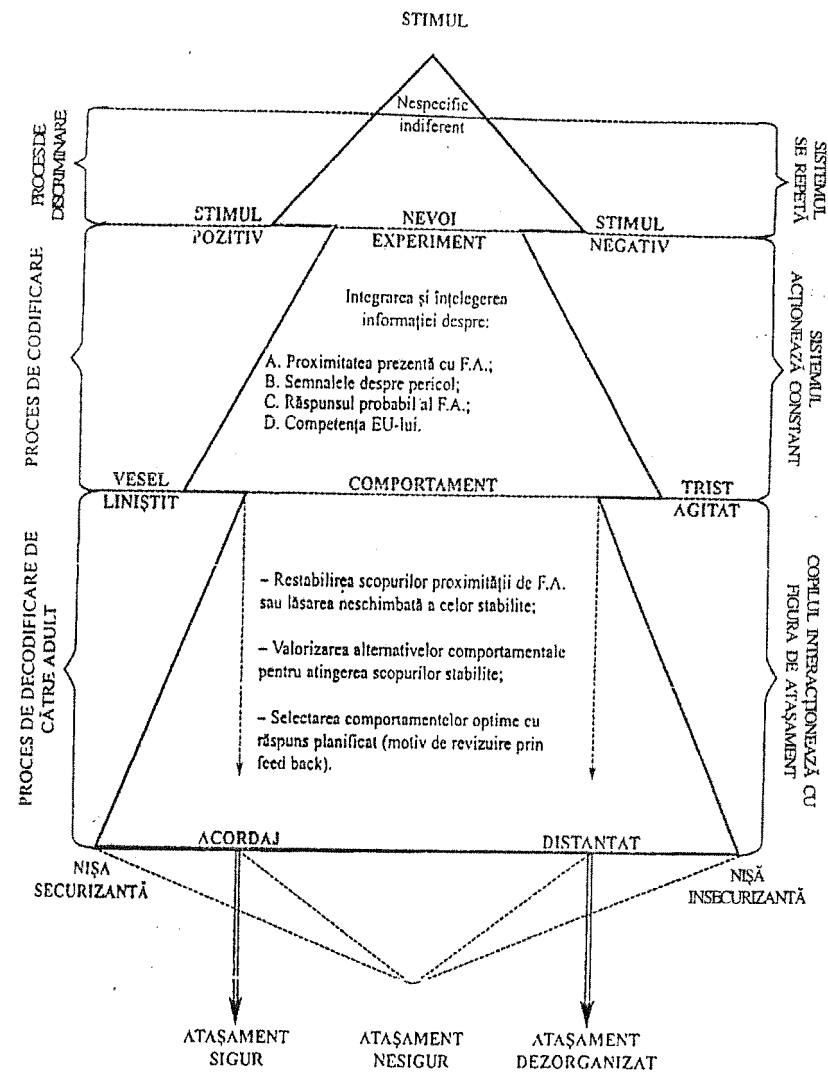 STIMUL
Nespecific
indiferent
PROCES DE
DISCRIMINARE
SISTEMUL
SE REPETĂ
STIMUL
POZITIV
NEVOI
EXPERIMENT
STIMUL
NEGATIV
PROCES DE CODIFICARE
Integrarea și înțelegerea
informației despre:
A. Proximitatea prezentă cu F.A.;
B. Semnalele despre pericol;
C. Răspunsul probabil al F.A.;
D. Competența EU-lui.
SISTEMUL
ACȚIONEAZĂ CONSTANT
VESEL
LINIȘTIT
COMPORTAMENT
TRIST
AGITAT
PROCES DE DECODIFICARE DE
CĂTRE ADULT
– Restabilirea scopurilor proximității de F.A.
sau lăsarea neschimbată a celor stabilite;
– Valorizarea alternativelor comportamentale
pentru atingerea scopurilor stabilite;
– Selectarea comportamentelor optime cu
răspuns planificat (motiv de revizuire prin
feed back).
COPILUL INTERACȚIONEAZĂ CU
FIGURA DE ATAȘAMENT
ACORDAJ
DISTANTAT
NIȘA
SECURIZANTĂ
NIȘĂ
INSECURIZANTĂ
ATAȘAMENT
SIGUR
ATAȘAMENT
NESIGUR
ATAȘAMENT
DEZORGANIZAT